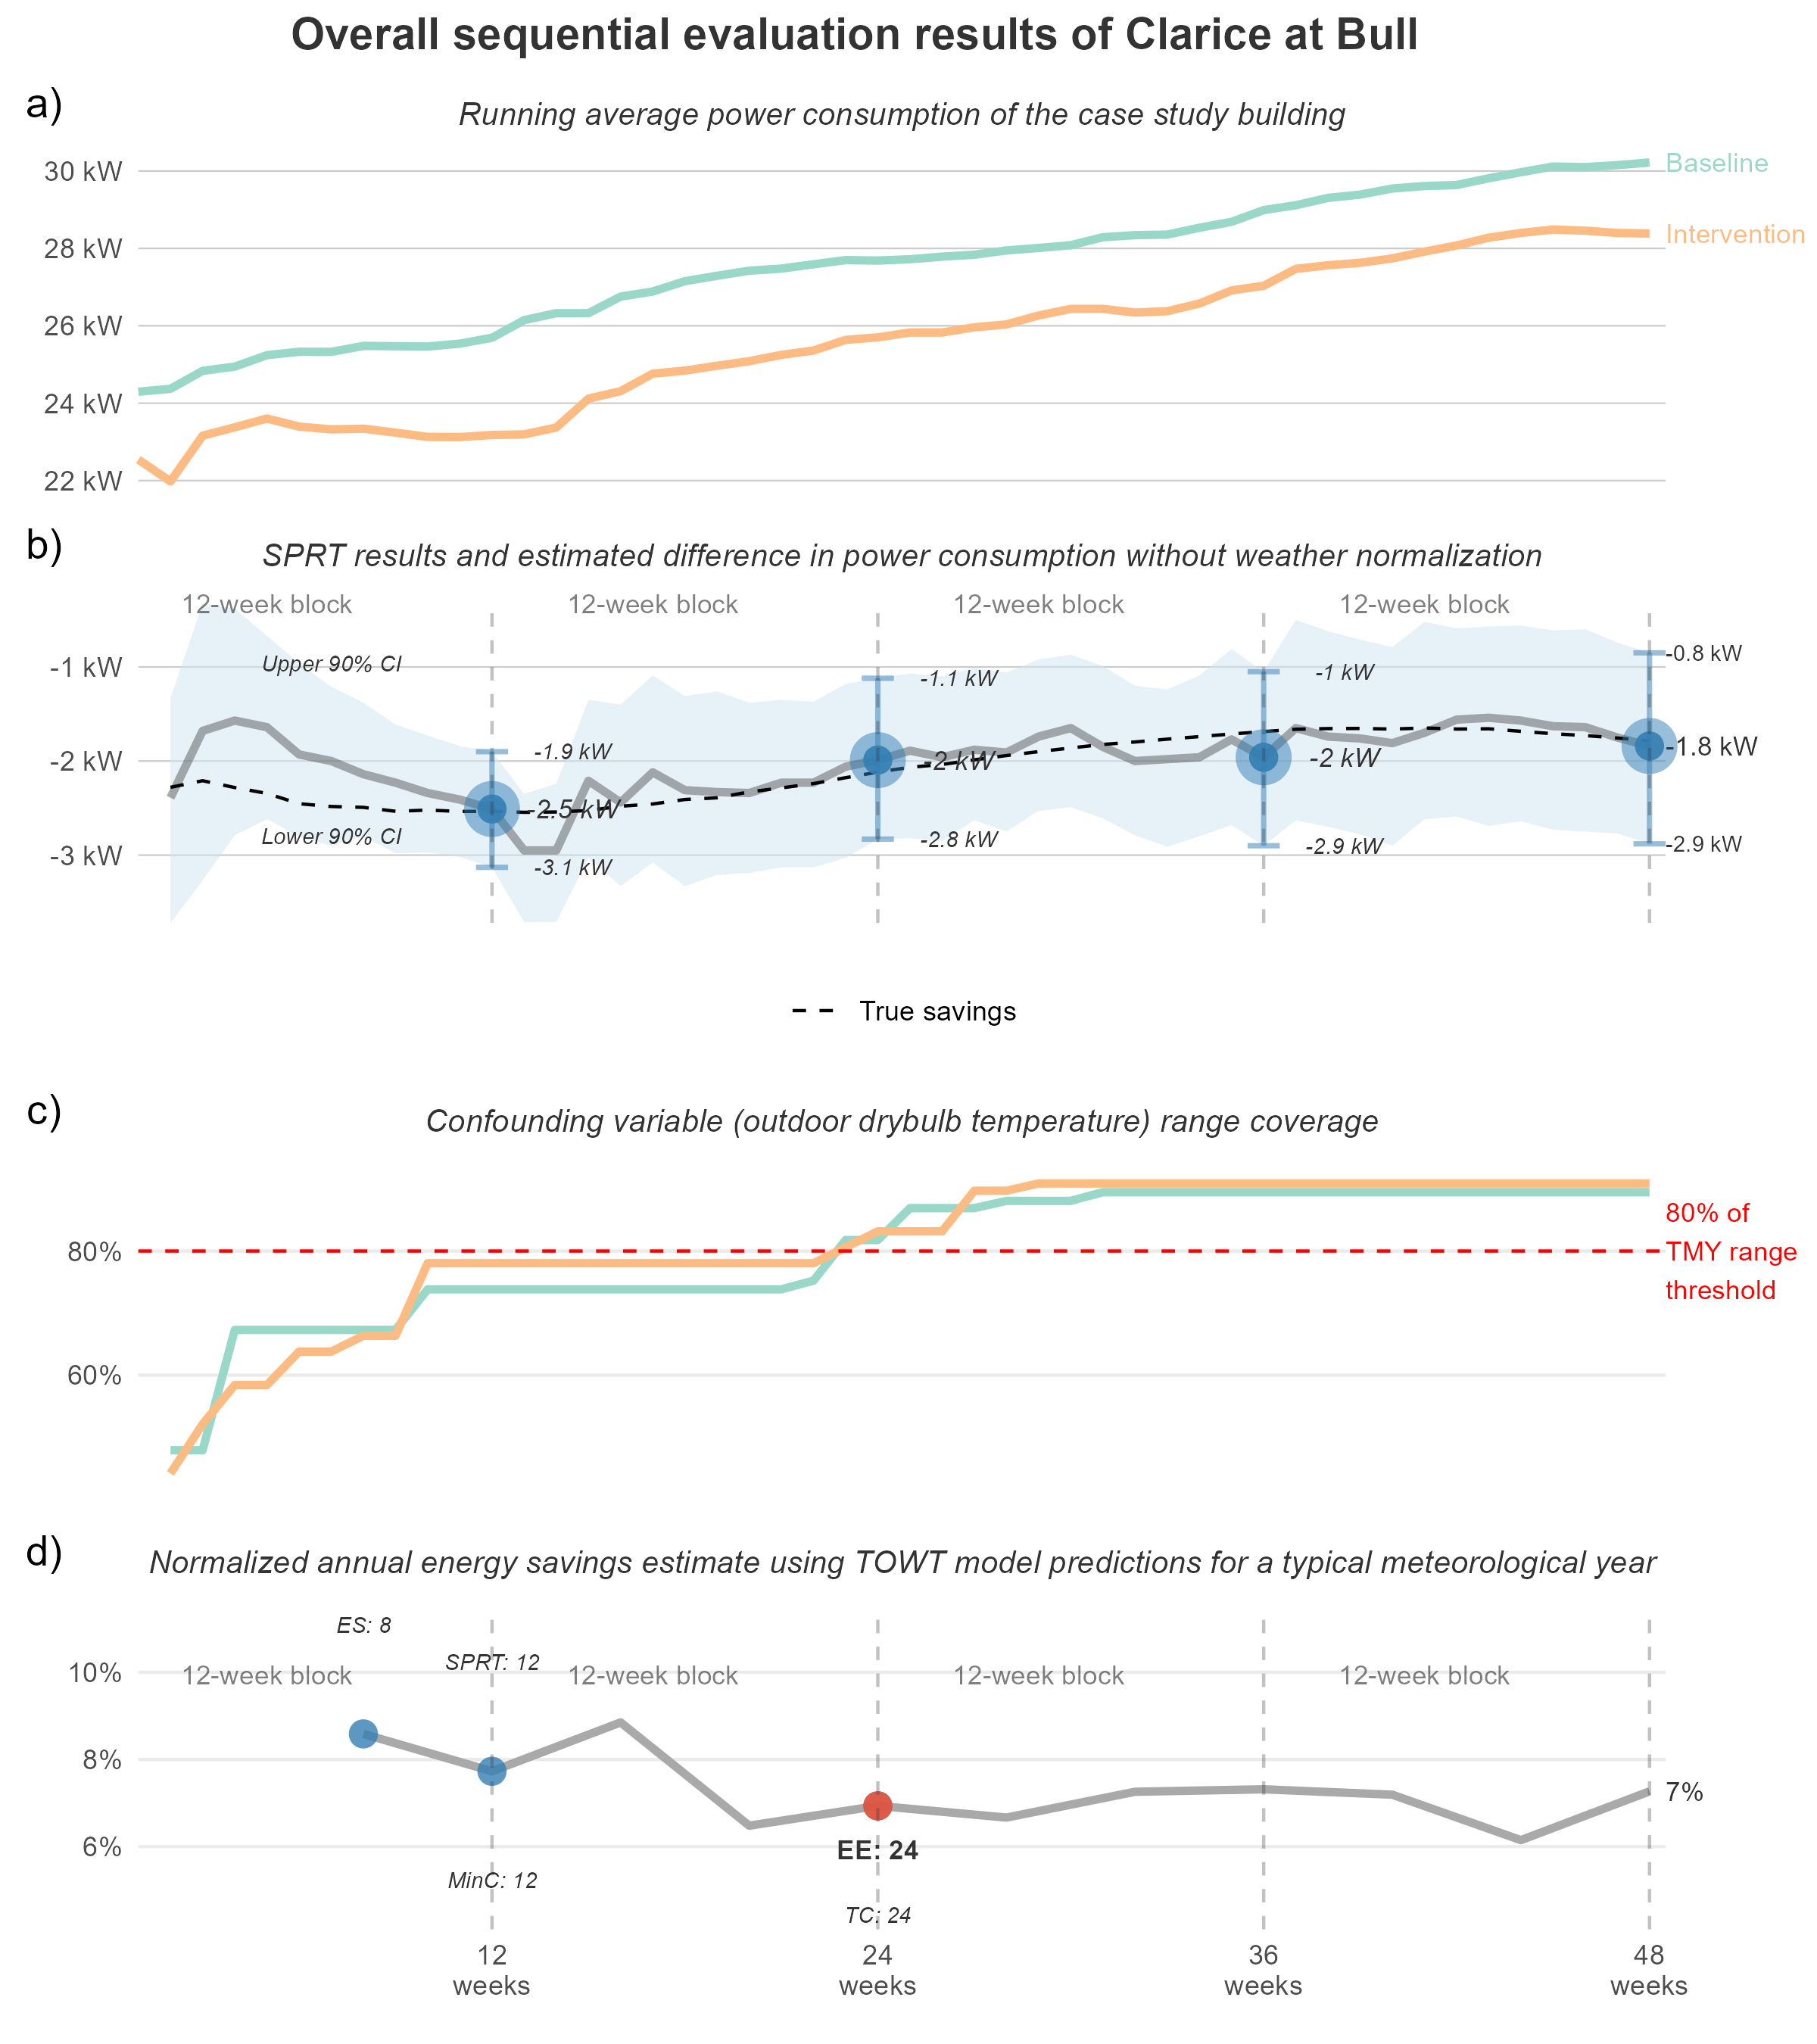 Overall sequential evaluation results of Clarice at Bull
a)
Running average power consumption of the case study building
30 kW
28 kW
26 kW
24 kW
22 kW
Baseline
Intervention
b)
SPRT results and estimated difference in power consumption without weather normalization
12-week block 12-week block 12-week block 12-week block
-1 kW
-2 kW
-3 kW
Upper 90% CI
Lower 90% CI
-1.9 kW
-2.5 kW
-3.1 kW
-1.1 kW
-2 kW
-2.8 kW
-1 kW
-2 kW
-2.9 kW
-0.8 kW
-1.8 kW
-2.9 kW
True savings
c)
Confounding variable (outdoor drybulb temperature) range coverage
80%
60%
80% of
TMY range
threshold
d)
Normalized annual energy savings estimate using TOWT model predictions for a typical meteorological year
ES: 8
SPRT: 12
10%
8%
6%
12-week block 12-week block 12-week block 12-week block
7%
EE: 24
MinC: 12
TC: 24
12 24 36 48
weeks weeks weeks weeks